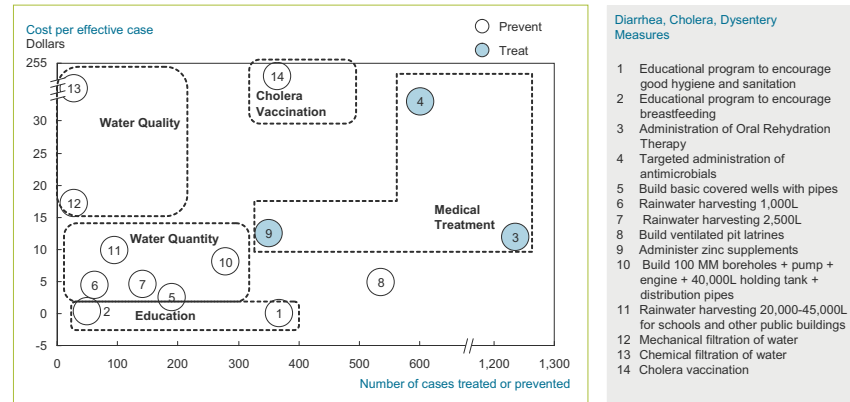 Cost per effective case
Dollars
Prevent
Treat
255
30
25
20
15
10
5
0
-5
13
14
Cholera
Vaccination
4
Water Quality
12
Medical
Treatment
9
3
Water Quantity
11
10
6
7
5
8
2
Education
1
0
100
200
300
400
500
600
1,200
1,300
Number of cases treated or prevented
Diarrhea, Cholera, Dysentery
Measures
1 Educational program to encourage
good hygiene and sanitation
2 Educational program to encourage
breastfeeding
3 Administration of Oral Rehydration
Therapy
4 Targeted administration of
antimicrobials
5 Build basic covered wells with pipes
6 Rainwater harvesting 1,000L
7 Rainwater harvesting 2,500L
8 Build ventilated pit latrines
9 Administer zinc supplements
10 Build 100 MM boreholes + pump +
engine + 40,000L holding tank +
distribution pipes
11 Rainwater harvesting 20,000-45,000L
for schools and other public buildings
12 Mechanical filtration of water
13 Chemical filtration of water
14 Cholera vaccination